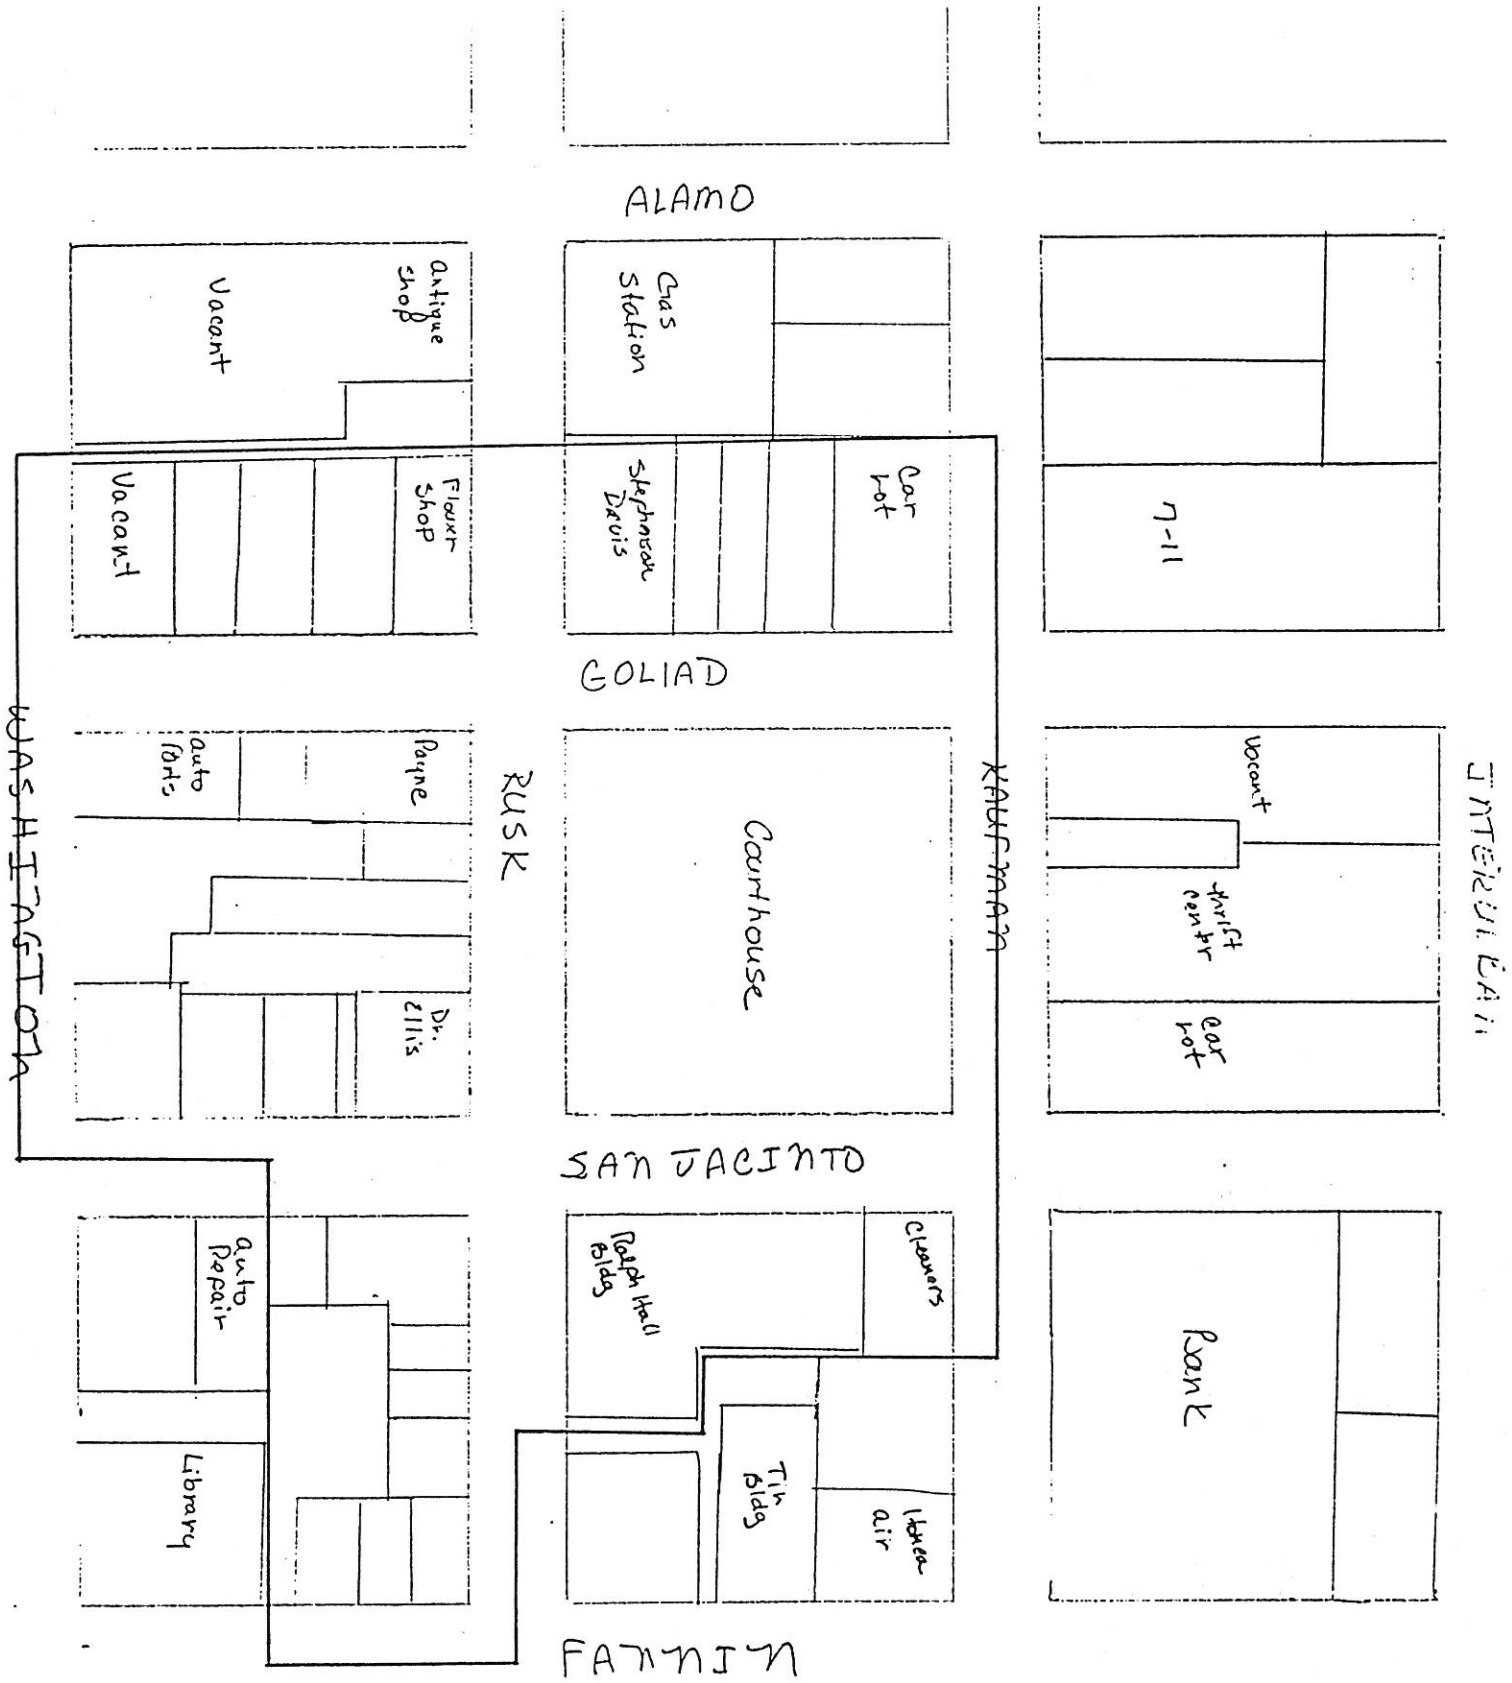 ALAMO
antique
shop
Vacant
Gas
Station
Vacant
Flower
Shop
Stephenson
Davis
Car
Lot
7-11
GOLIAD
WASHINGTON
auto
Parts
Payne
RUSK
Courthouse
KAUFMAN
Vacant
thrift
center
Car
Lot
Dr.
Ellis
SAN JACINTO
auto
Repair
Library
Ralph Hall
Bldg
Cleaners
Tin
Bldg
air
Bank
FANNIN